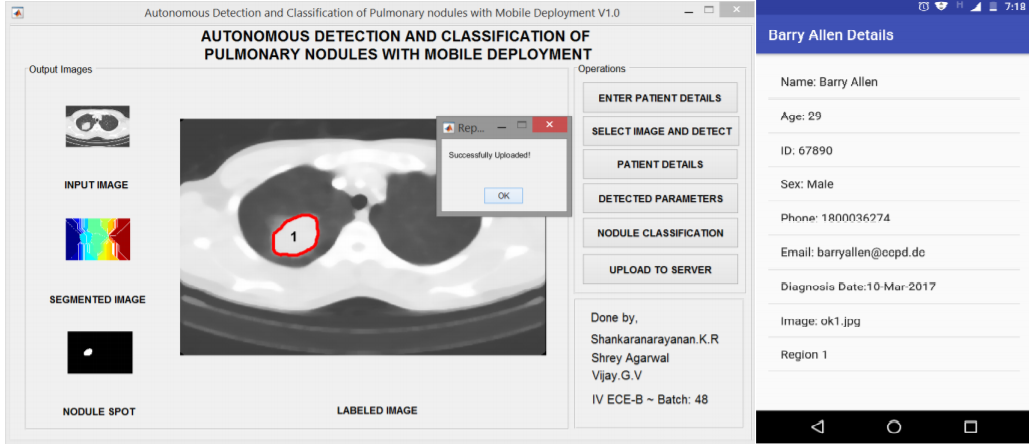 Autonomous Detection and Classification of Pulmonary nodules with Mobile Deployment V1.0
AUTONOMOUS DETECTION AND CLASSIFICATION OF
PULMONARY NODULES WITH MOBILE DEPLOYMENT
Output Images
INPUT IMAGE
SEGMENTED IMAGE
NODULE SPOT
1
LABELED IMAGE
Rep...
Successfully Uploaded!
OK
Operations
ENTER PATIENT DETAILS
SELECT IMAGE AND DETECT
PATIENT DETAILS
DETECTED PARAMETERS
NODULE CLASSIFICATION
UPLOAD TO SERVER
Done by,
Shankaranarayanan.K.R
Shrey Agarwal
Vijay.G.V
IV ECE-B ~ Batch: 48
H 7:18
Barry Allen Details
Name: Barry Allen
Age: 29
ID: 67890
Sex: Male
Phone: 1800036274
Email: barryallen@ccpd.dc
Diagnosis Date:10-Mar-2017
Image: ok1.jpg
Region 1